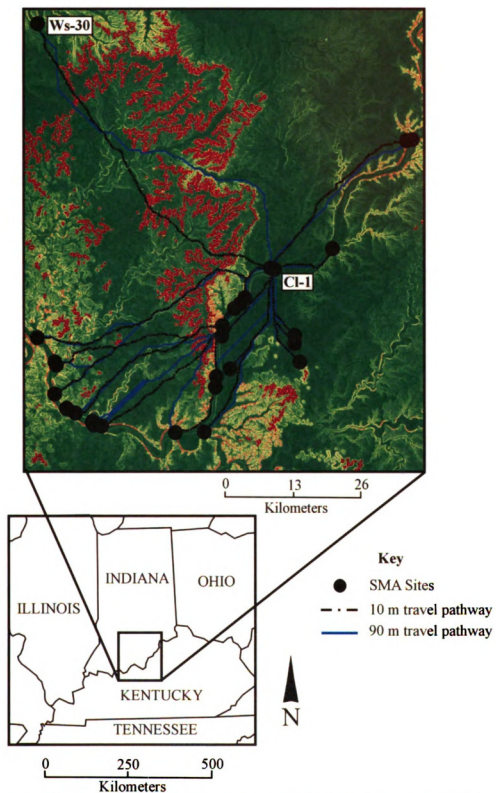 Ws-30
Cl-1
0 13 26
Kilometers
INDIANA
OHIO
ILLINOIS
KENTUCKY
TENNESSEE
0 250 500
Kilometers
Key
SMA Sites
10 m travel pathway
90 m travel pathway
N